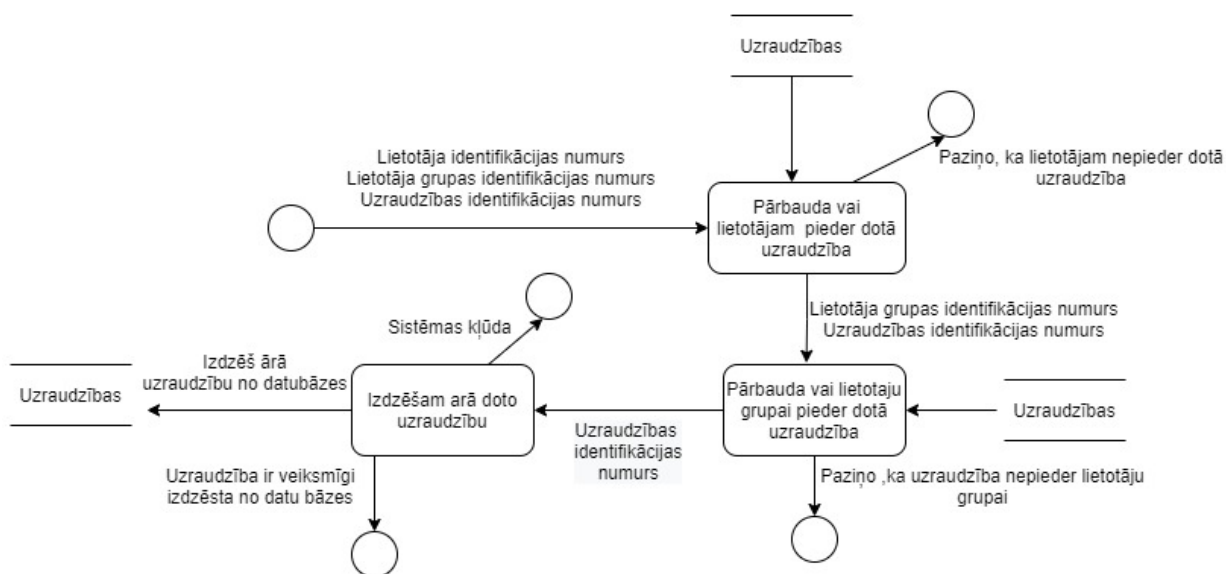 Uzraudzības
Paziņo, ka lietotājam nepieder dotā
uzraudzība
Lietotāja identifikācijas numurs
Lietotāja grupas identifikācijas numurs
Uzraudzības identifikācijas numurs
Pārbauda vai
lietotājam pieder dotā
uzraudzība
Lietotāja grupas identifikācijas numurs
Uzraudzības identifikācijas numurs
Sistēmas kļūda
Izdzēš ārā
uzraudzību no datubāzes
Uzraudzības
Izdzēšam arā doto
uzraudzību
Uzraudzības
identifikācijas
numurs
Pārbauda vai lietotaju
grupai pieder dotā
uzraudzība
Uzraudzības
Uzraudzība ir veiksmīgi
izdzēsta no datu bāzes
Paziņo ,ka uzraudzība nepieder lietotāju
grupai